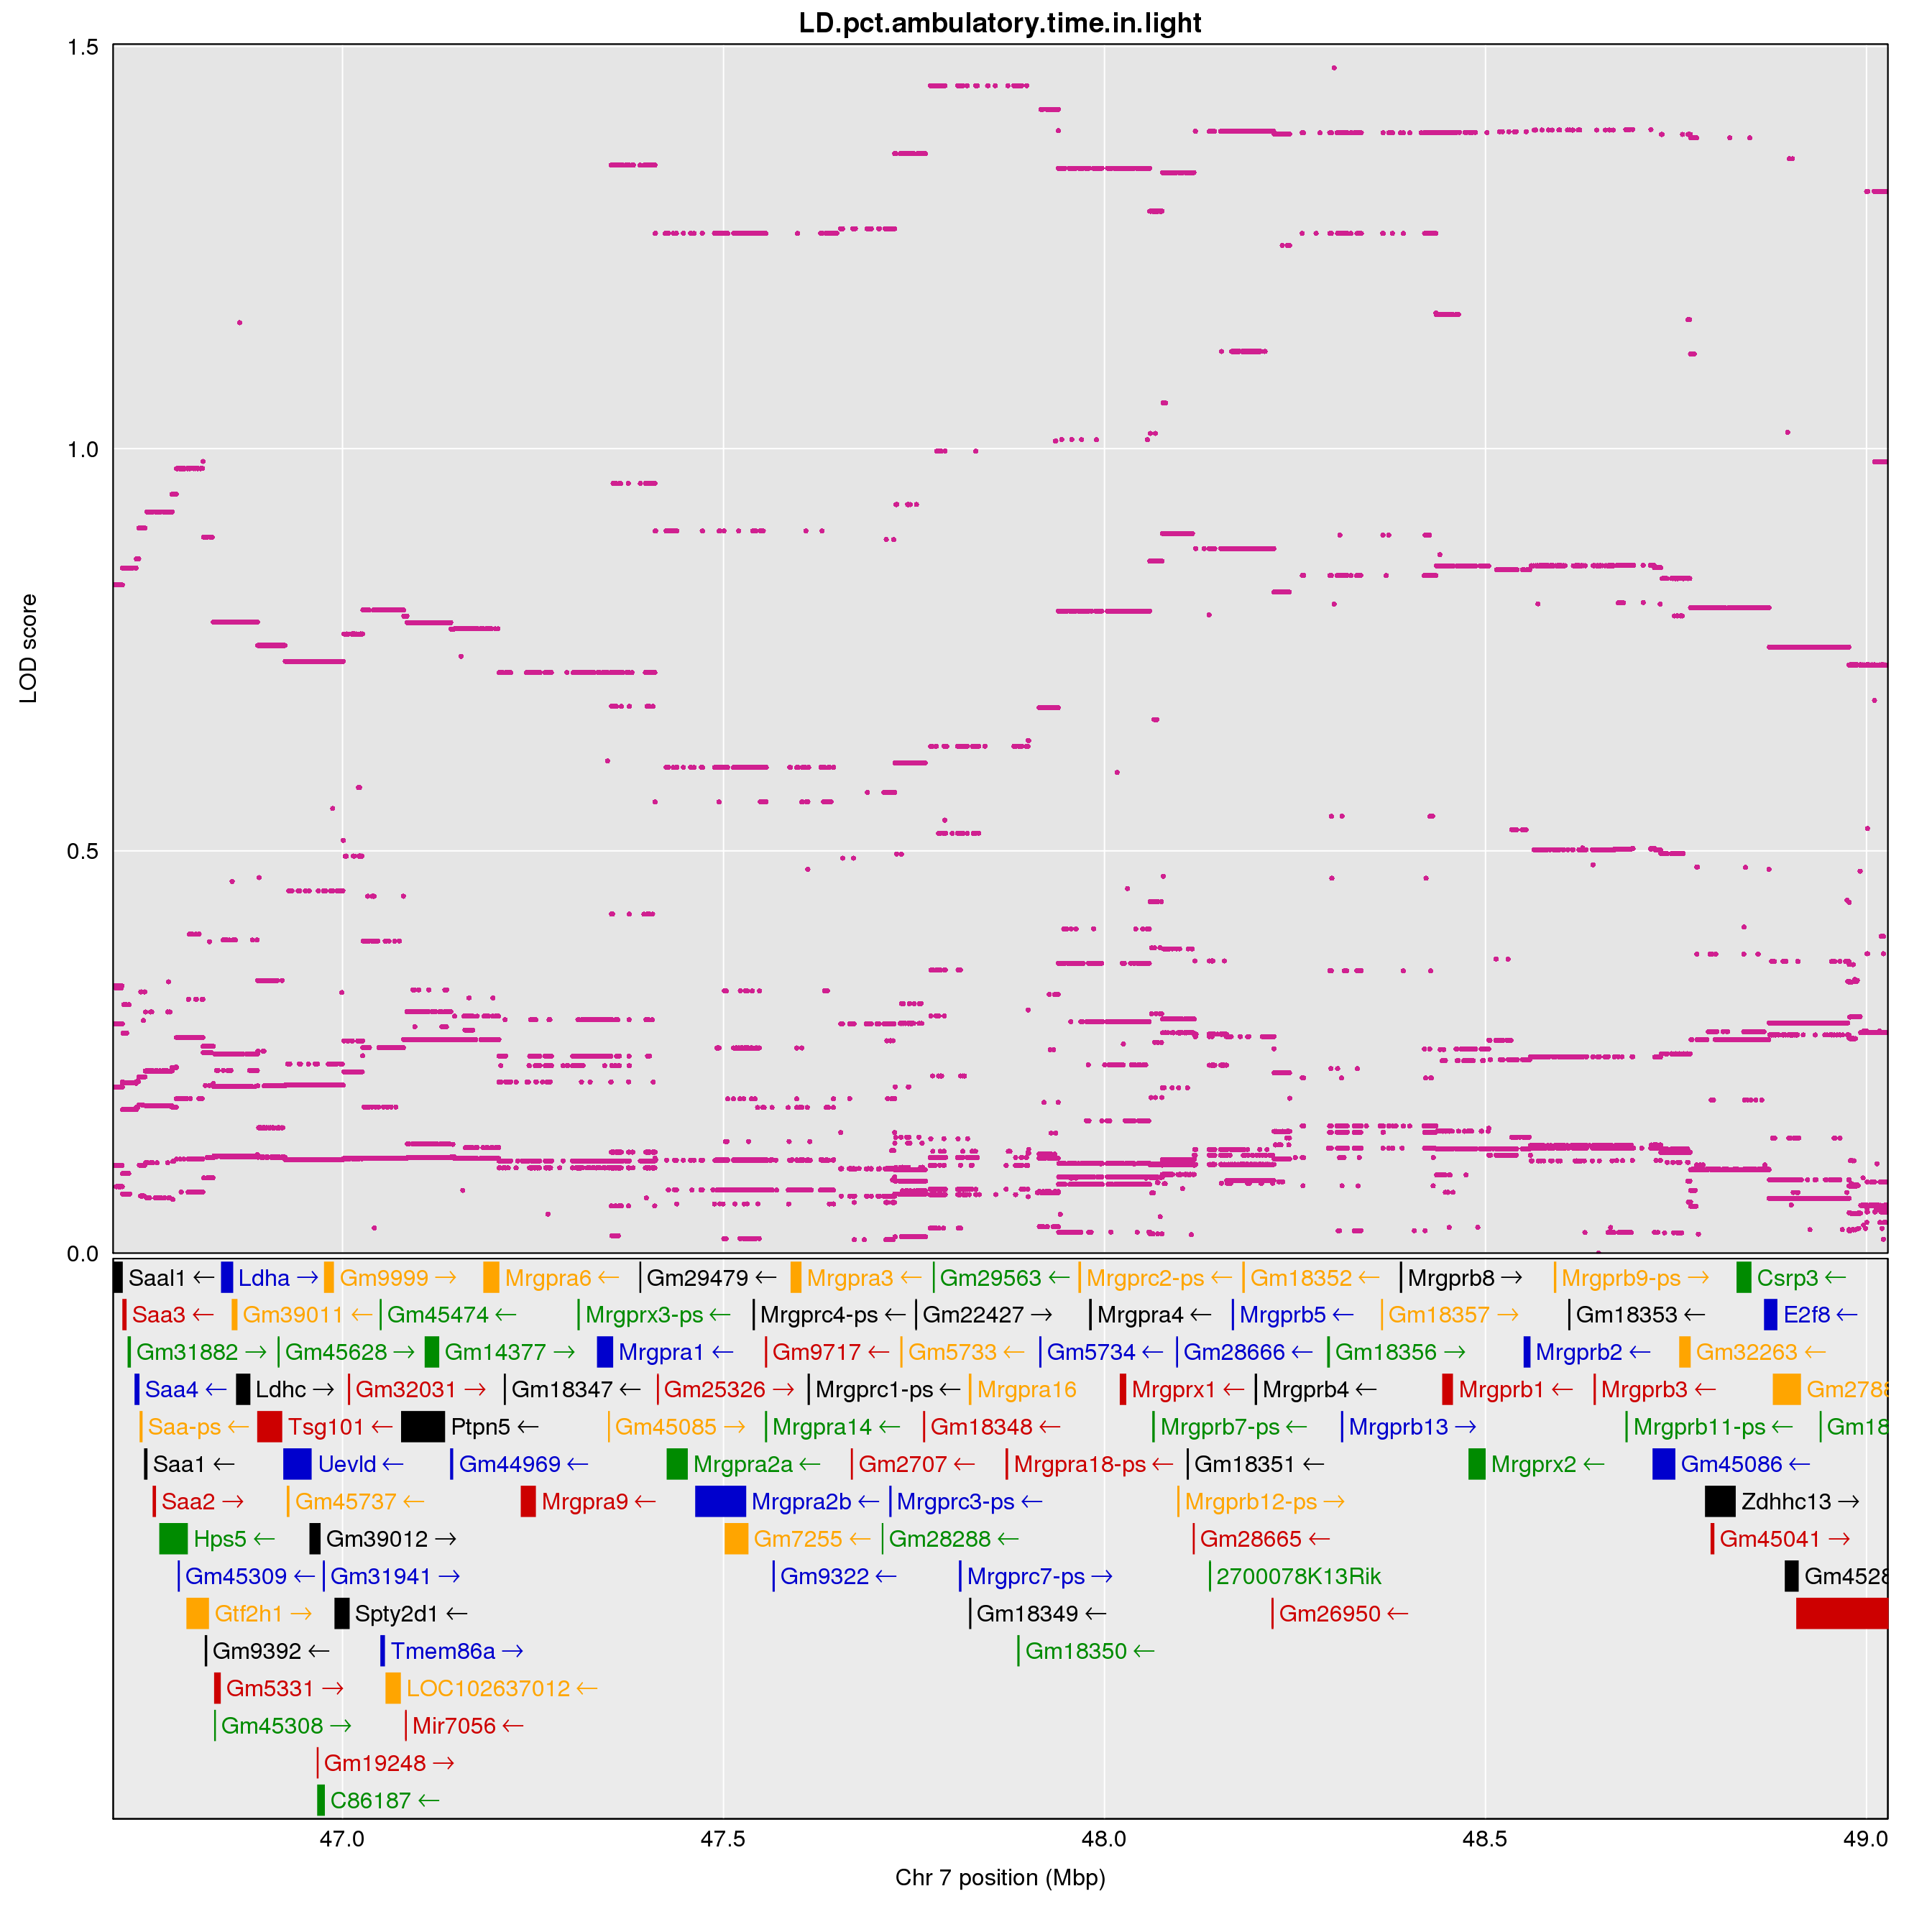 LD.pct.ambulatory.time.in.light
1.5
1.0
0.5
0.0
LOD score
Saal1 ← Ldha → Gm9999 → Mrgpra6 ← Gm29479 ← Mrgpra3 ← Gm29563 ← Mrgprc2-ps ← Gm18352 ← Mrgprb8 → Mrgprb9-ps → Csrp3 ←
Saa3 ← Gm39011 ← Gm45474 ← Mrgprx3-ps ← Mrgprc4-ps ← Gm22427 → Mrgpra4 ← Mrgprb5 ← Gm18357 → Gm18353 ← E2f8 ←
Gm31882 → Gm45628 → Gm14377 → Mrgpra1 ← Gm9717 ← Gm5733 ← Gm5734 ← Gm28666 ← Gm18356 → Mrgprb2 ← Gm32263 ←
Saa4 ← Ldhc → Gm32031 → Gm18347 ← Gm25326 → Mrgprc1-ps ← Mrgpra16 Mrgprx1 ← Mrgprb4 ← Mrgprb1 ← Mrgprb3 ← Gm278
Saa-ps ← Tsg101 ← Ptpn5 ← Gm45085 → Mrgpra14 ← Gm18348 ← Mrgprb7-ps ← Mrgprb13 → Mrgprb11-ps ← Gm18
Saa1 ← Uevld ← Gm44969 ← Mrgpra2a ← Gm2707 ← Mrgpra18-ps ← Gm18351 ← Mrgprx2 ← Gm45086 ←
Saa2 → Gm45737 ← Mrgpra9 ← Mrgpra2b ← Mrgprc3-ps ← Mrgprb12-ps → Zdhhc13 →
Hps5 ← Gm39012 → Gm7255 ← Gm28288 ← Gm28665 ← Gm45041 →
Gm45309 ← Gm31941 → Gm9322 ← Mrgprc7-ps → 2700078K13Rik Gm4528
Gtf2h1 → Spty2d1 ← Gm18349 ← Gm26950 ←
Gm9392 ← Tmem86a → Gm18350 ←
Gm5331 → LOC102637012 ←
Gm45308 → Mir7056 ←
Gm19248 →
C86187 ←
47.0 47.5 48.0 48.5 49.0
Chr 7 position (Mbp)